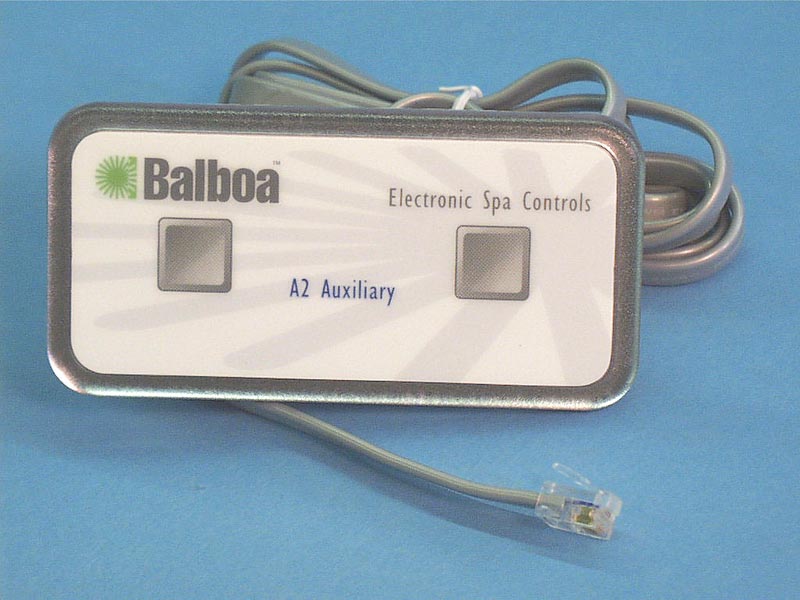 Balboa™
Electronic Spa Controls
A2 Auxiliary